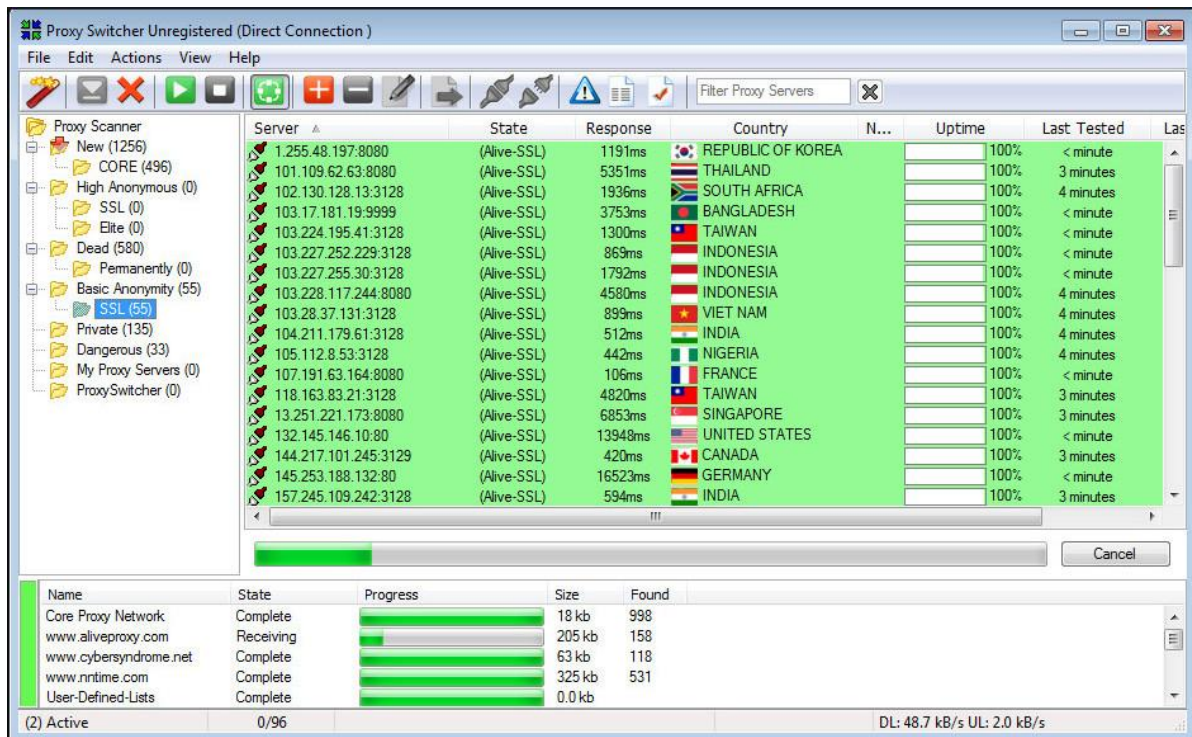 Proxy Switcher Unregistered (Direct Connection )
File Edit Actions View Help
Filter Proxy Servers
Proxy Scanner
New (1256)
CORE (496)
High Anonymous (0)
SSL (0)
Elite (0)
Dead (580)
Permanently (0)
Basic Anonymity (55)
SSL (55)
Private (135)
Dangerous (33)
My Proxy Servers (0)
ProxySwitcher (0)
Server State Response Country N... Uptime Last Tested Las
1.255.48.197:8080 (Alive-SSL) 1191ms REPUBLIC OF KOREA 100% < minute
101.109.62.63:8080 (Alive-SSL) 5351ms THAILAND 100% 3 minutes
102.130.128.13:3128 (Alive-SSL) 1936ms SOUTH AFRICA 100% 4 minutes
103.17.181.19:9999 (Alive-SSL) 3753ms BANGLADESH 100% < minute
103.224.195.41:3128 (Alive-SSL) 1300ms TAIWAN 100% < minute
103.227.252.229:3128 (Alive-SSL) 869ms INDONESIA 100% < minute
103.227.255.30:3128 (Alive-SSL) 1792ms INDONESIA 100% < minute
103.228.117.244:8080 (Alive-SSL) 4580ms INDONESIA 100% 4 minutes
103.28.37.131:3128 (Alive-SSL) 899ms VIET NAM 100% 4 minutes
104.211.179.61:3128 (Alive-SSL) 512ms INDIA 100% 4 minutes
105.112.8.53:3128 (Alive-SSL) 442ms NIGERIA 100% 4 minutes
107.191.63.164:8080 (Alive-SSL) 106ms FRANCE 100% < minute
118.163.83.21:3128 (Alive-SSL) 4820ms TAIWAN 100% 3 minutes
13.251.221.173:8080 (Alive-SSL) 6853ms SINGAPORE 100% 3 minutes
132.145.146.10:80 (Alive-SSL) 13948ms UNITED STATES 100% < minute
144.217.101.245:3129 (Alive-SSL) 420ms CANADA 100% 3 minutes
145.253.188.132:80 (Alive-SSL) 16523ms GERMANY 100% < minute
157.245.109.242:3128 (Alive-SSL) 594ms INDIA 100% 3 minutes
Cancel
Name State Progress Size Found
Core Proxy Network Complete 18 kb 998
www.aliveproxy.com Receiving 205 kb 158
www.cybersyndrome.net Complete 63 kb 118
www.nntime.com Complete 325 kb 531
User-Defined-Lists Complete 0.0 kb
(2) Active 0/96 DL: 48.7 kB/s UL: 2.0 kB/s